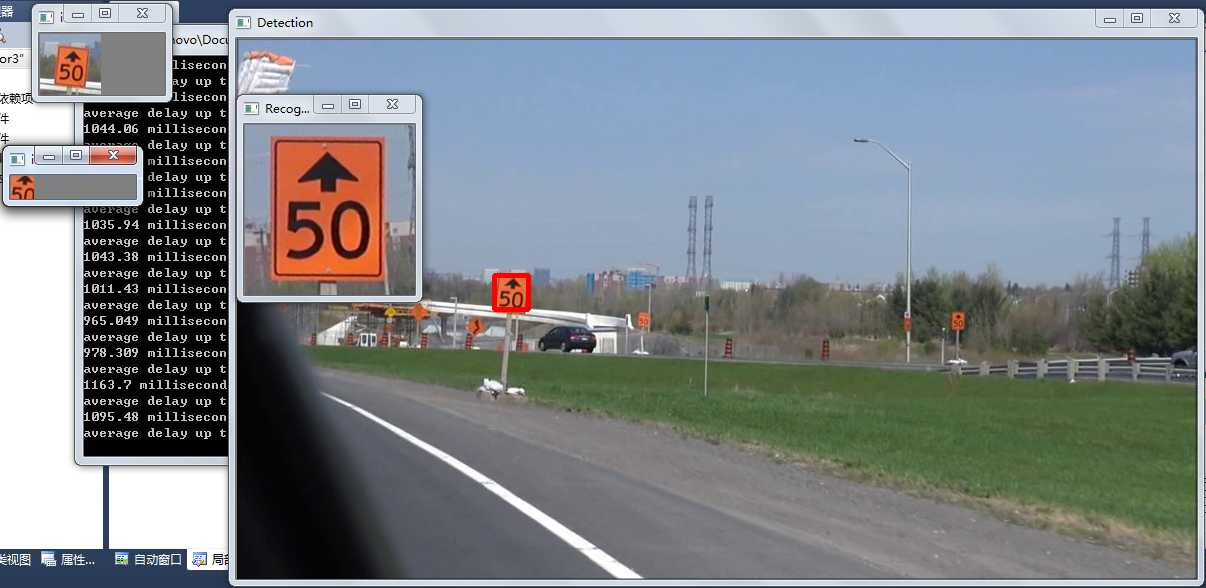 器
or3"
依赖项
件
件
50
50
novo\Docu
millisecon
ay up t
millisecon
average delay up t
1044.06 millisecon
average delay up t
millisecon
ay up t
millisecon
average delay up t
1035.94 millisecon
average delay up t
1043.38 millisecon
average delay up t
1011.43 millisecon
average delay up t
965.049 millisecon
average delay up t
978.309 millisecon
average delay up t
1163.7 millisecond
average delay up t
1095.48 millisecon
average delay up t
Detection
Recog...
50
50
50
50
类视图
属性...
自动窗口
局部